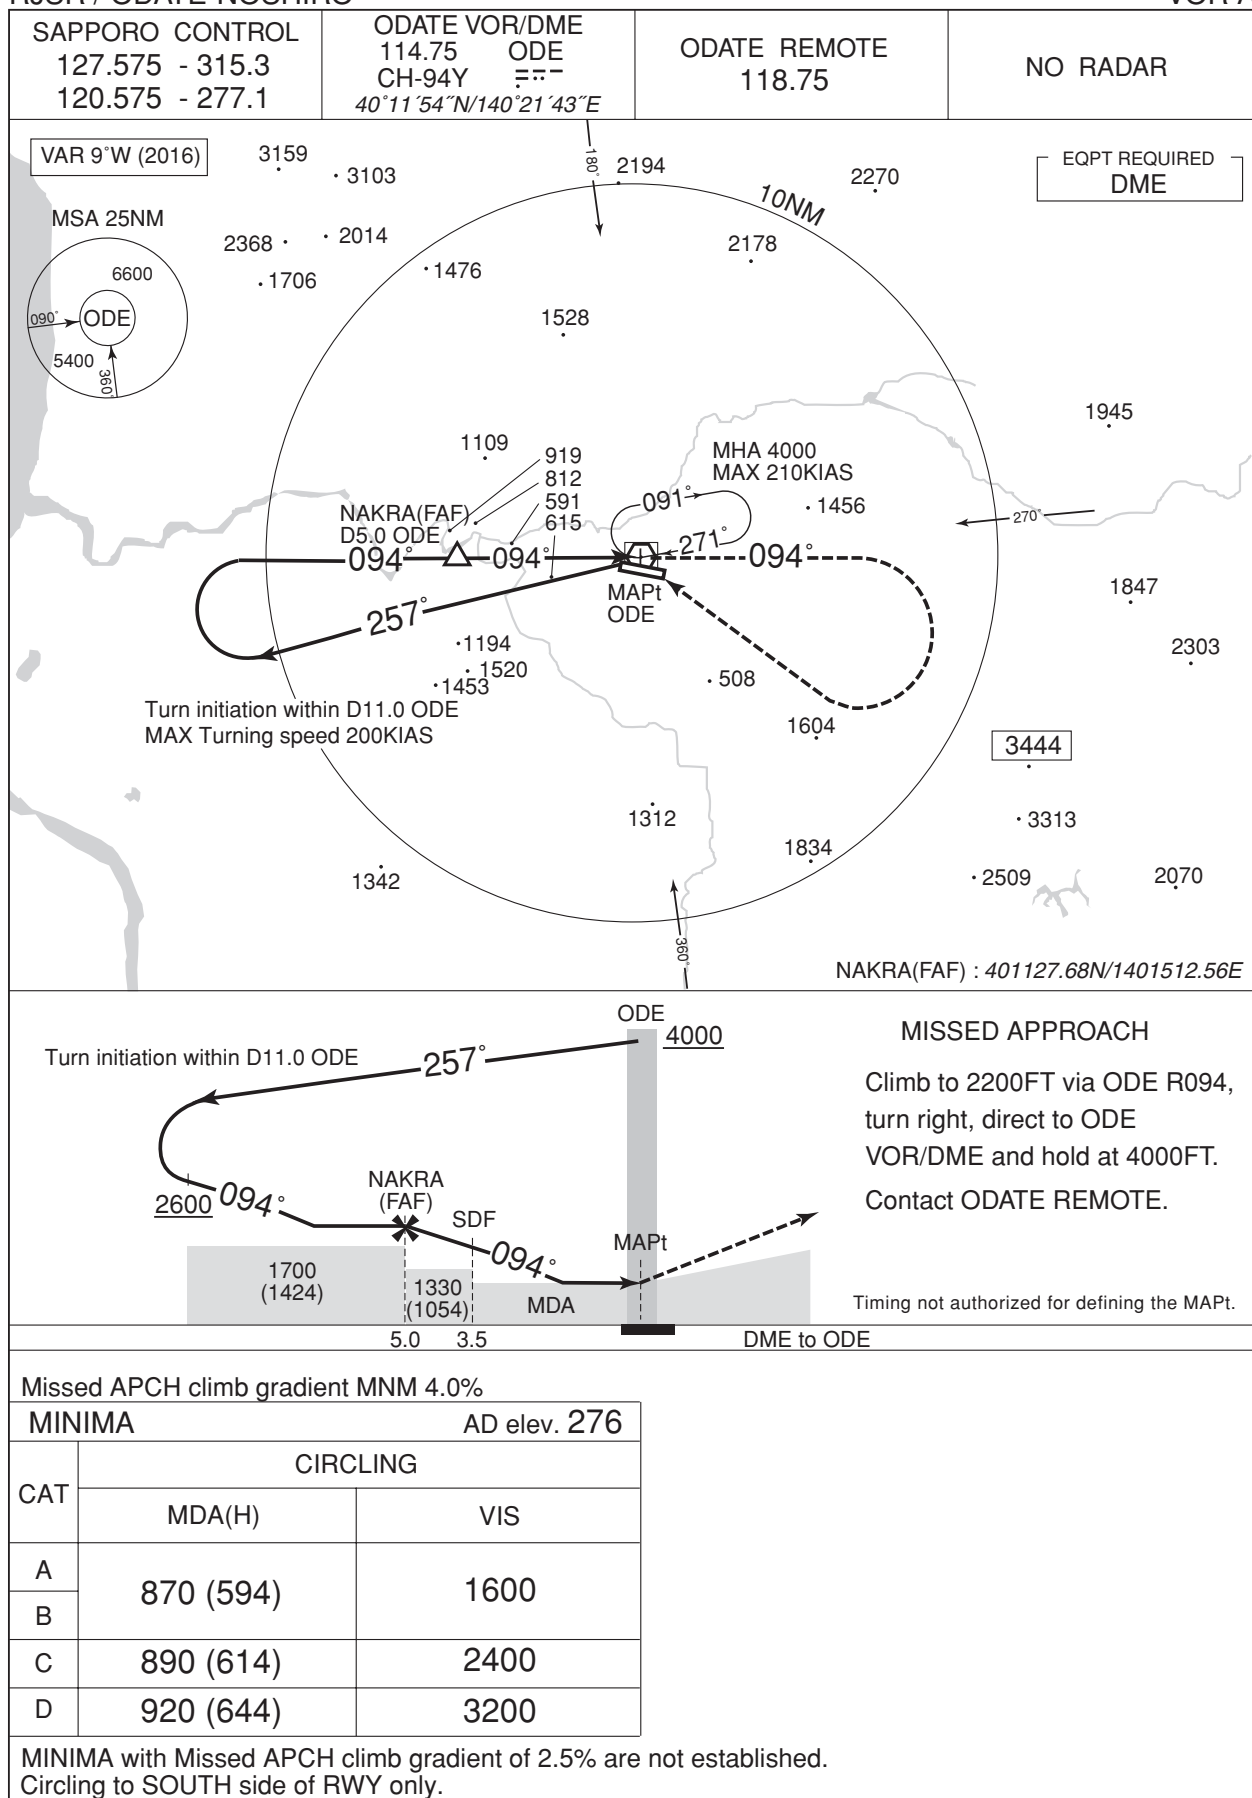 SAPPORO CONTROL
127.575 - 315.3
120.575 - 277.1
ODATE VOR/DME
114.75 ODE
CH-94Y
40°11´54˝N/140°21´43˝E
ODATE REMOTE
118.75
NO RADAR
VAR 9°W (2016)
EQPT REQUIRED
DME
MSA 25NM
6600
090°
ODE
5400
360°
3159
3103
2368
2014
1706
1476
180°
2194
10NM
2270
2178
1528
1945
1109
919
812
591
615
MHA 4000
MAX 210KIAS
1456
091°
271°
270°
NAKRA(FAF)
D5.0 ODE
094°
094°
094°
257°
MAPt
ODE
1847
2303
1194
1520
1453
508
Turn initiation within D11.0 ODE
MAX Turning speed 200KIAS
1604
3444
1312
3313
1834
1342
2509
2070
360°
NAKRA(FAF) : 401127.68N/1401512.56E
ODE
4000
Turn initiation within D11.0 ODE
257°
2600
094°
NAKRA
(FAF)
SDF
094°
MAPt
1700
(1424)
1330
(1054)
MDA
5.0
3.5
DME to ODE
MISSED APPROACH
Climb to 2200FT via ODE R094,
turn right, direct to ODE
VOR/DME and hold at 4000FT.
Contact ODATE REMOTE.
Timing not authorized for defining the MAPt.
Missed APCH climb gradient MNM 4.0%
MINIMA AD elev. 276
CAT
CIRCLING
MDA(H) VIS
A
B
870 (594) 1600
C 890 (614) 2400
D 920 (644) 3200
MINIMA with Missed APCH climb gradient of 2.5% are not established.
Circling to SOUTH side of RWY only.